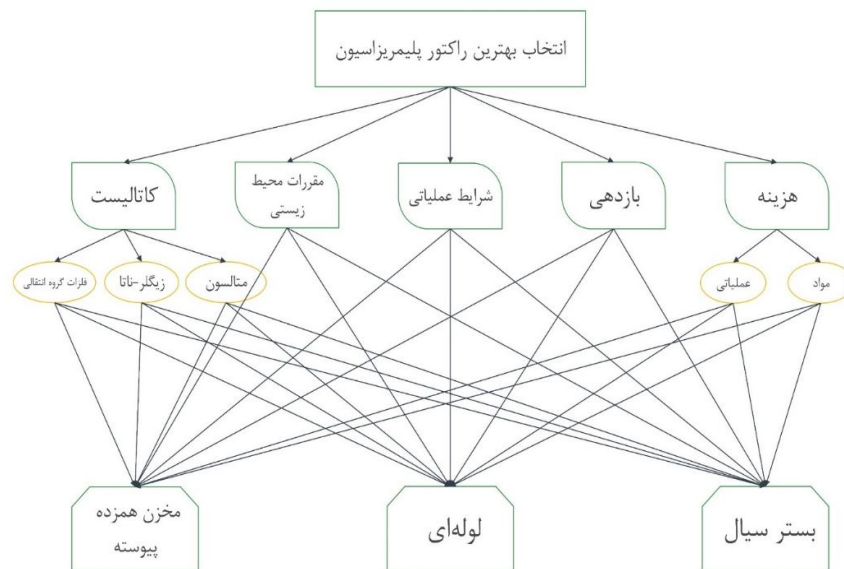 انتخاب بهترین راکتور پلیمریزاسیون
هزینه
بازدهی
شرایط عملیاتی
مقررات محیط
زیستی
کاتالیست
مواد
عملیاتی
متالسون
زیگلر-ناتا
فلزات گروه انتقالی
بستر سیال
لوله‌ای
مخزن همزده
پیوسته